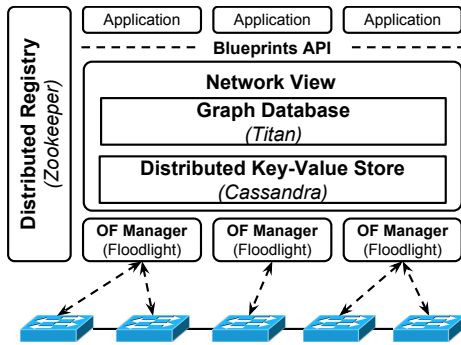 Distributed Registry
(Zookeeper)
Application
Application
Application
Blueprints API
Network View
Graph Database
(Titan)
Distributed Key-Value Store
(Cassandra)
OF Manager
(Floodlight)
OF Manager
(Floodlight)
OF Manager
(Floodlight)